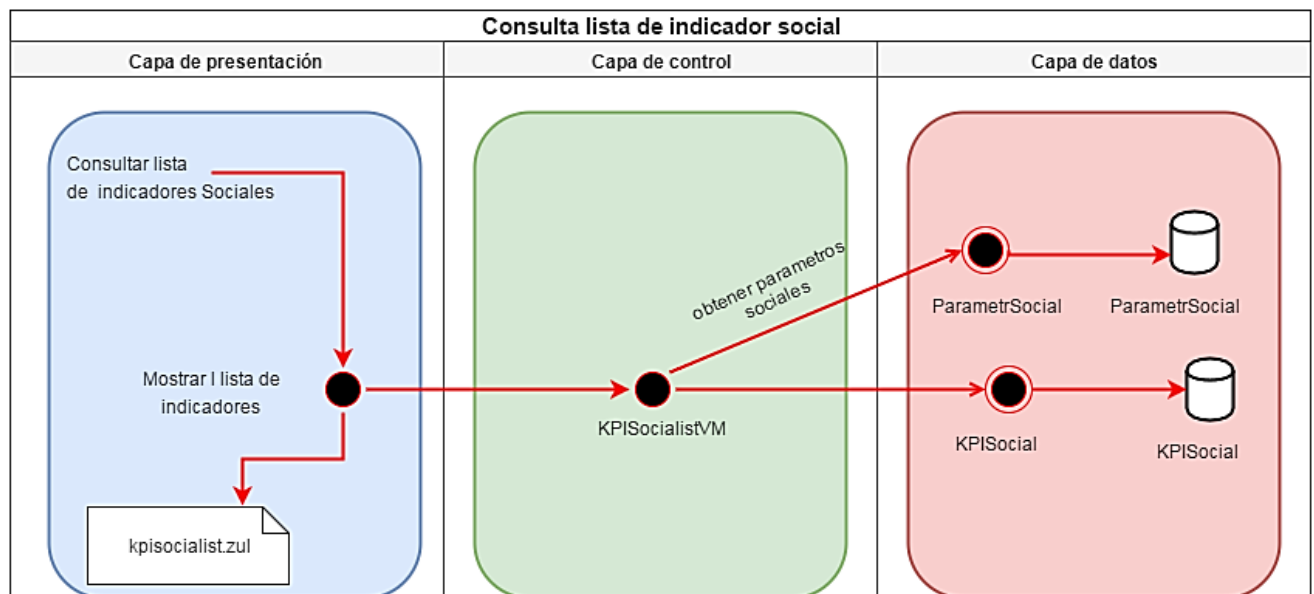 Consulta lista de indicador social
Capa de presentación
Capa de control
Capa de datos
Consultar lista
de indicadores Sociales
Mostrar l lista de
indicadores
kpisocialist.zul
KPISocialistVM
obtener parametros
sociales
ParametrSocial
ParametrSocial
KPISocial
KPISocial